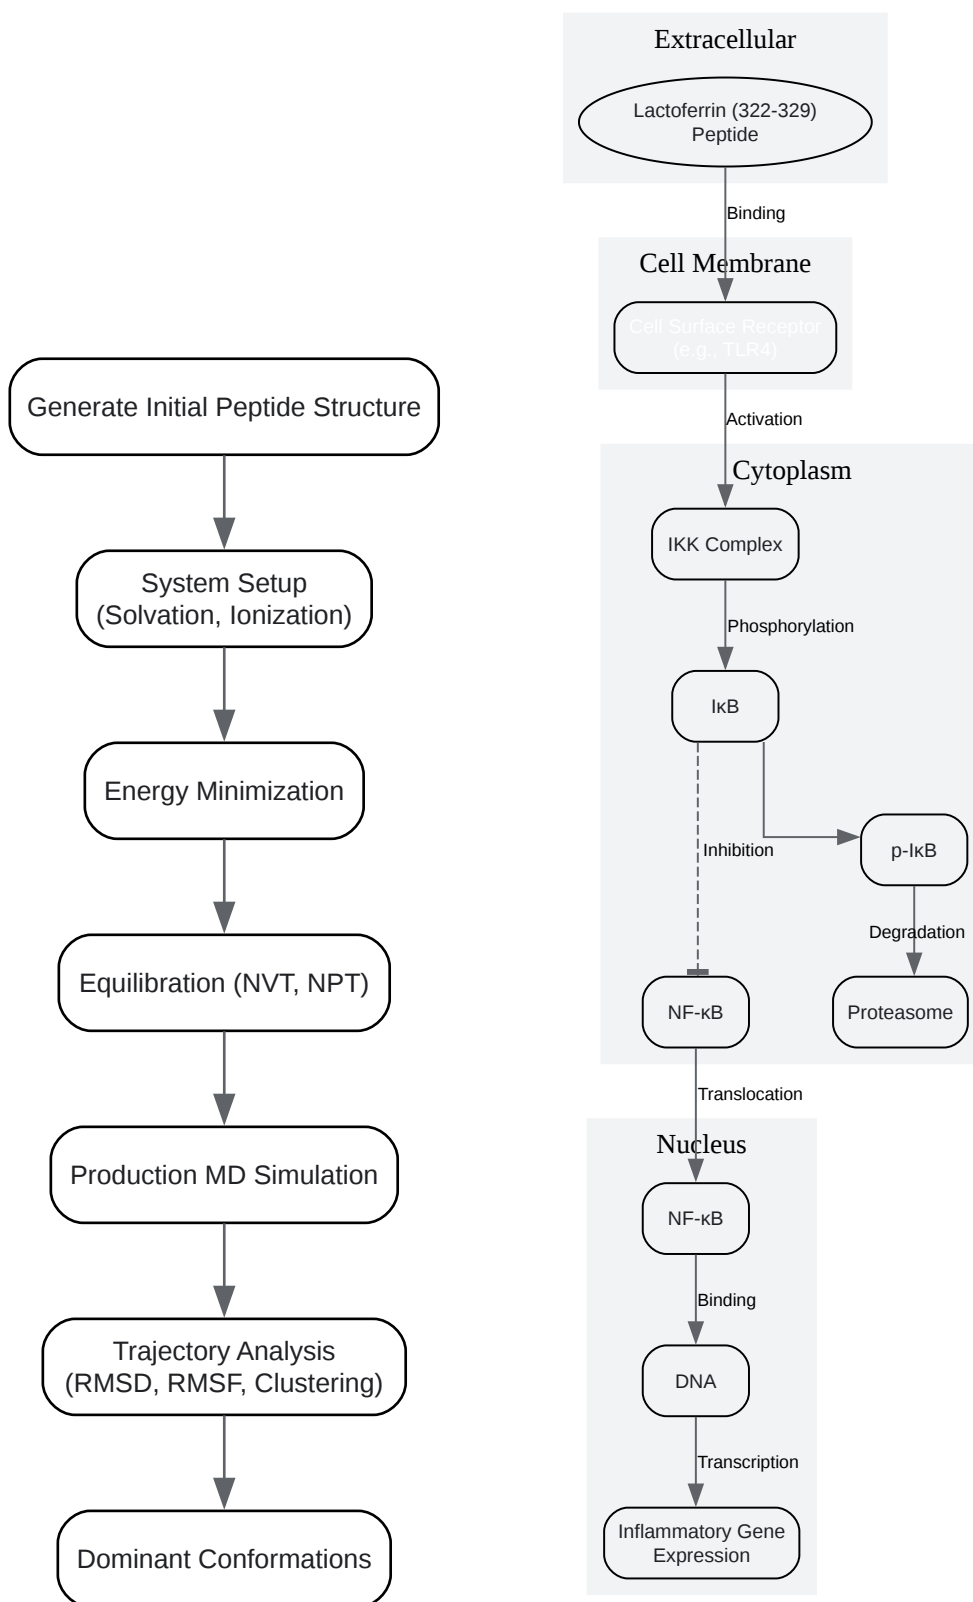 Generate Initial Peptide Structure
System Setup
(Solvation, Ionization)
Energy Minimization
Equilibration (NVT, NPT)
Production MD Simulation
Trajectory Analysis
(RMSD, RMSF, Clustering)
Dominant Conformations
Extracellular
Lactoferrin (322-329)
Peptide
Binding
Cell Membrane
Cell Surface Receptor
(e.g., TLR4)
Activation
Cytoplasm
IKK Complex
Phosphorylation
IκB
Inhibition
p-IκB
Degradation
NF-κB
Proteasome
Translocation
Nucleus
NF-κB
Binding
DNA
Transcription
Inflammatory Gene
Expression